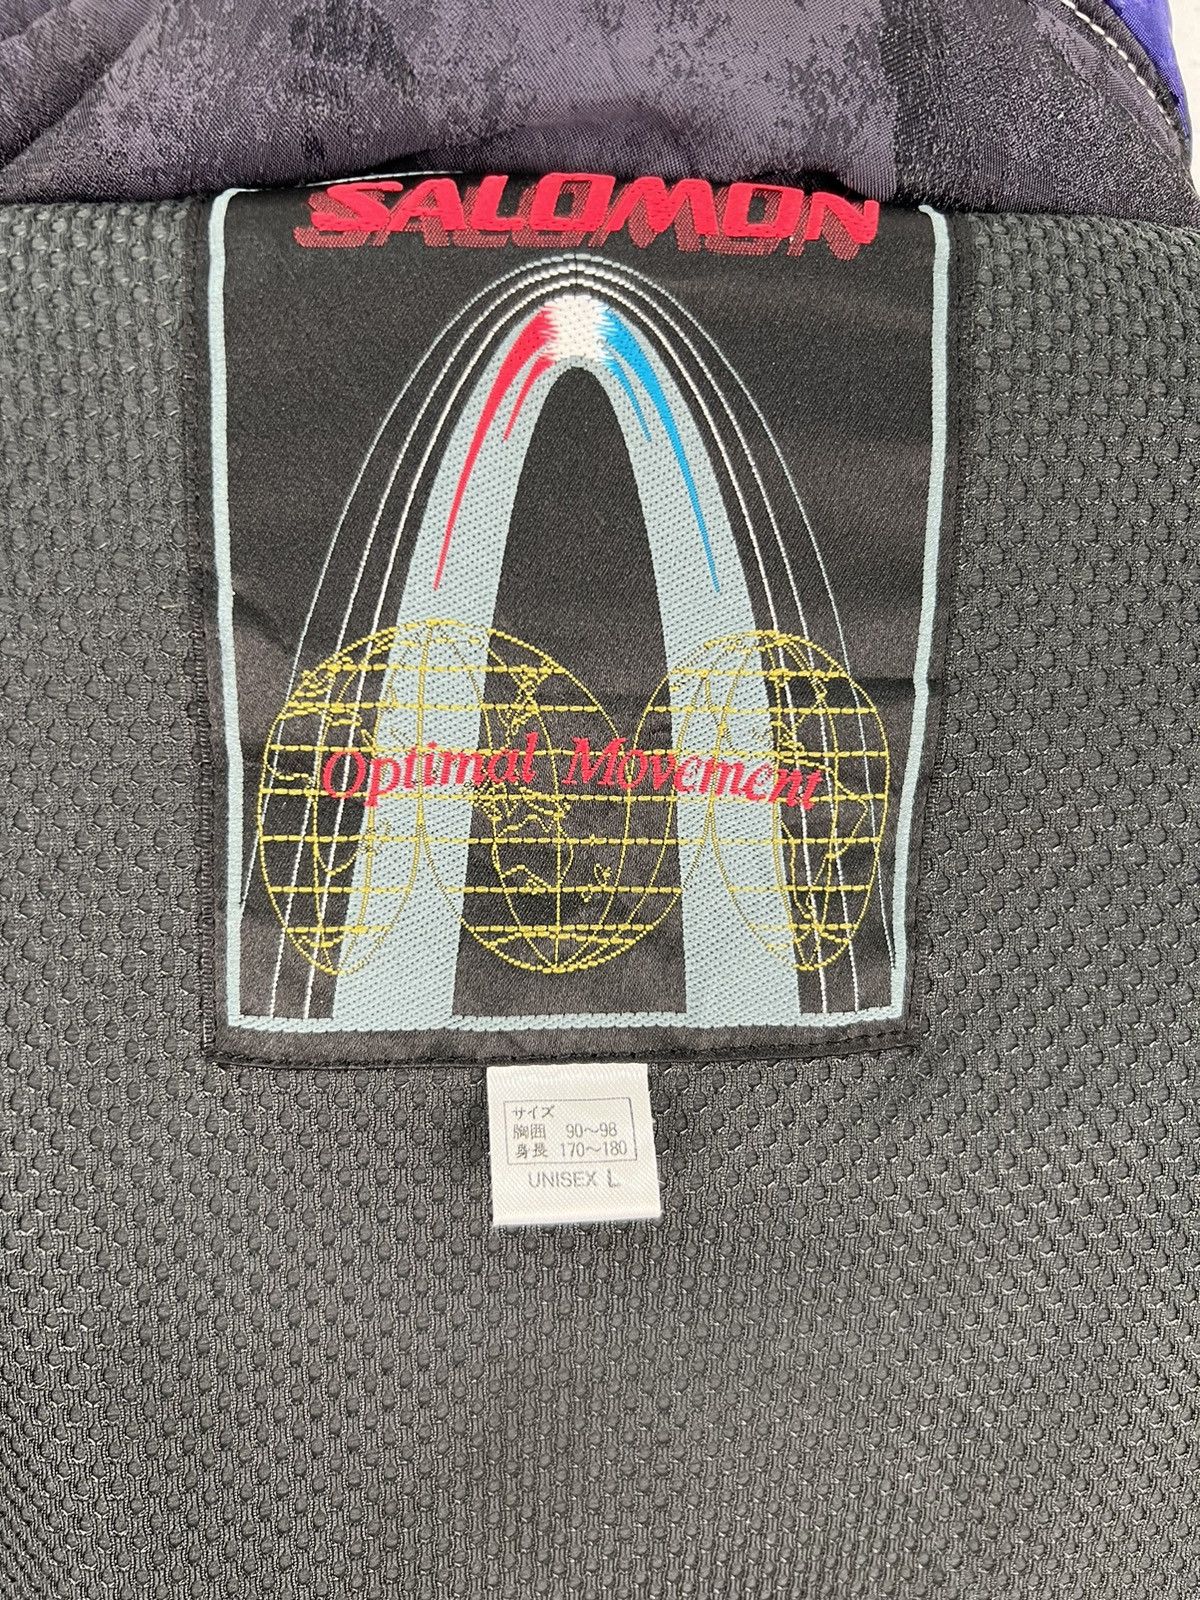 SALOMON
Optimal Movement
サイズ
胸囲 90～98
身長 170～180
UNISEX L